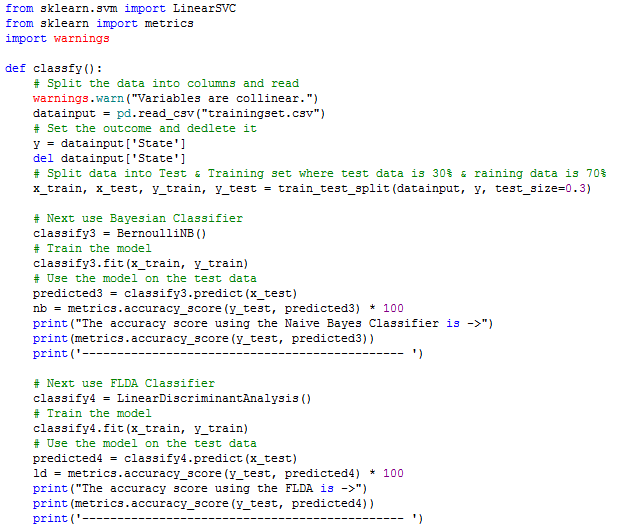 from sklearn.svm import LinearSVC
from sklearn import metrics
import warnings
def classfy():
# Split the data into columns and read
warnings.warn("Variables are collinear.")
datainput = pd.read_csv("trainingset.csv")
# Set the outcome and dedlete it
y = datainput['State']
del datainput['State']
# Split data into Test & Training set where test data is 30% & raining data is 70%
x_train, x_test, y_train, y_test = train_test_split(datainput, y, test_size=0.3)
# Next use Bayesian Classifier
classify3 = BernoulliNB()
# Train the model
classify3.fit(x_train, y_train)
# Use the model on the test data
predicted3 = classify3.predict(x_test)
nb = metrics.accuracy_score(y_test, predicted3) * 100
print("The accuracy score using the Naive Bayes Classifier is ->")
print(metrics.accuracy_score(y_test, predicted3))
print('---------------------------------------------- ')
# Next use FLDA Classifier
classify4 = LinearDiscriminantAnalysis()
# Train the model
classify4.fit(x_train, y_train)
# Use the model on the test data
predicted4 = classify4.predict(x_test)
ld = metrics.accuracy_score(y_test, predicted4) * 100
print("The accuracy score using the FLDA is ->")
print(metrics.accuracy_score(y_test, predicted4))
print('---------------------------------------------- ')